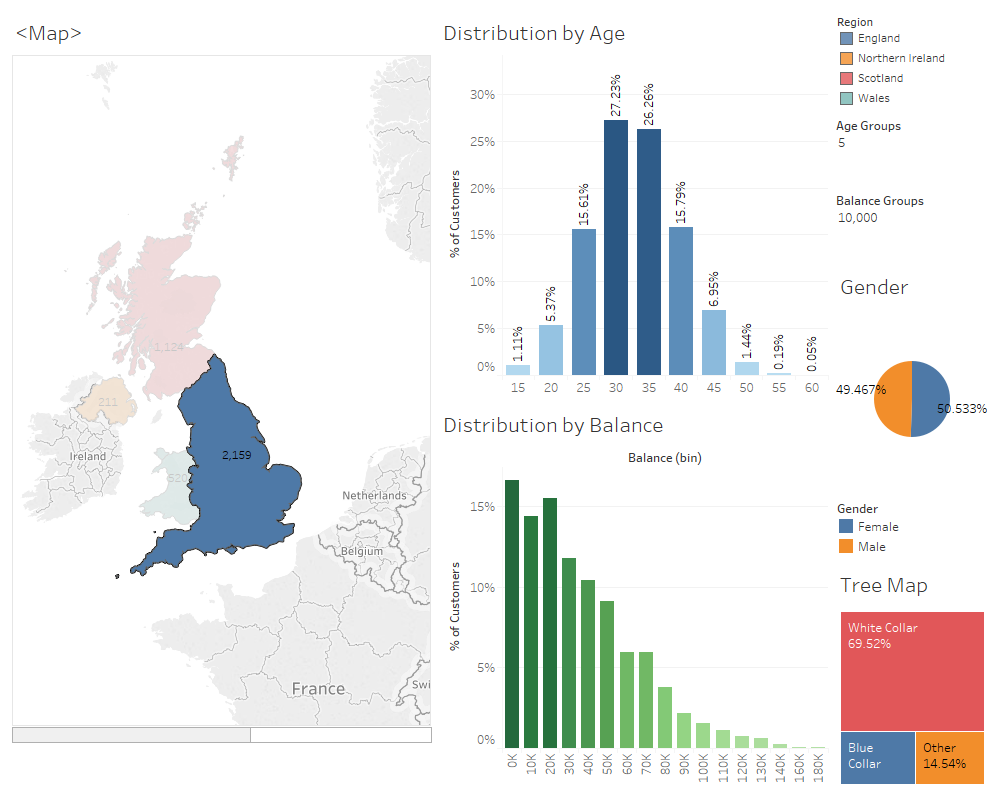 <Map>
1,124
211
Ireland
520
2,159
Netherlands
Belgium
France
Swi
Distribution by Age
% of Customers
30%
25%
20%
15%
10%
5%
0%
1.11%
5.37%
15.61%
27.23%
26.26%
15.79%
6.95%
1.44%
0.19%
0.05%
15 20 25 30 35 40 45 50 55 60
Distribution by Balance
Balance (bin)
% of Customers
15%
10%
5%
0%
0K 10K 20K 30K 40K 50K 60K 70K 80K 90K 100K 110K 120K 130K 140K 160K 180K
Region
England
Northern Ireland
Scotland
Wales
Age Groups
5
Balance Groups
10,000
Gender
49.467%
50.533%
Gender
Female
Male
Tree Map
White Collar
69.52%
Blue
Collar
Other
14.54%